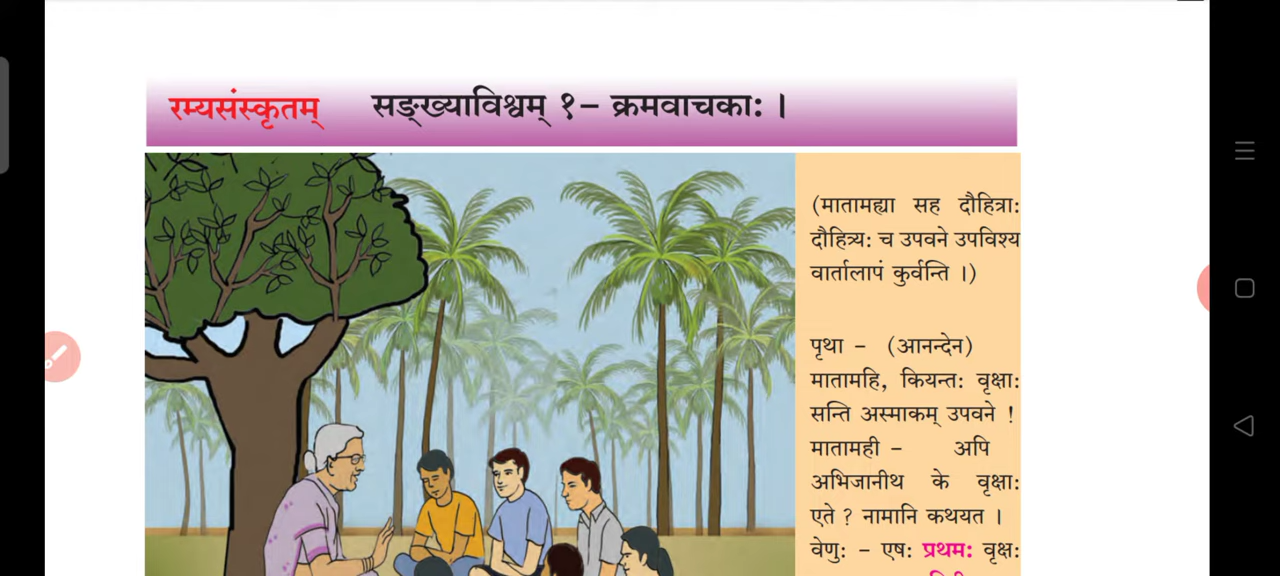 रम्यसंस्कृतम् सङ्ख्याविश्वम् १– क्रमवाचकाः ।
(मातामह्या सह दौहित्राः
दौहित्र्यः च उपवने उपविश्य
वार्तालापं कुर्वन्ति ।)
पृथा – (आनन्देन)
मातामहि, कियन्तः वृक्षाः
सन्ति अस्माकम् उपवने !
मातामही – अपि
अभिजानीथ के वृक्षाः
एते ? नामानि कथयत ।
वेणुः – एषः प्रथमः वृक्षः